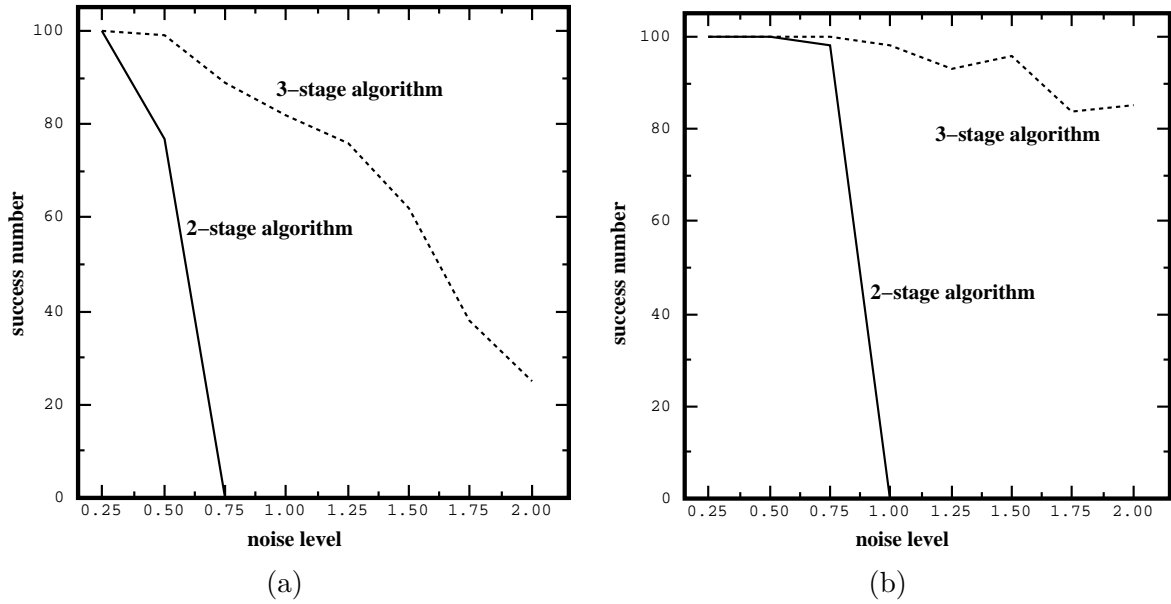 100
80
60
40
20
0
0.25 0.50 0.75 1.00 1.25 1.50 1.75 2.00
success number
noise level
3-stage algorithm
2-stage algorithm
(a)
100
80
60
40
20
0
0.25 0.50 0.75 1.00 1.25 1.50 1.75 2.00
success number
noise level
3-stage algorithm
2-stage algorithm
(b)